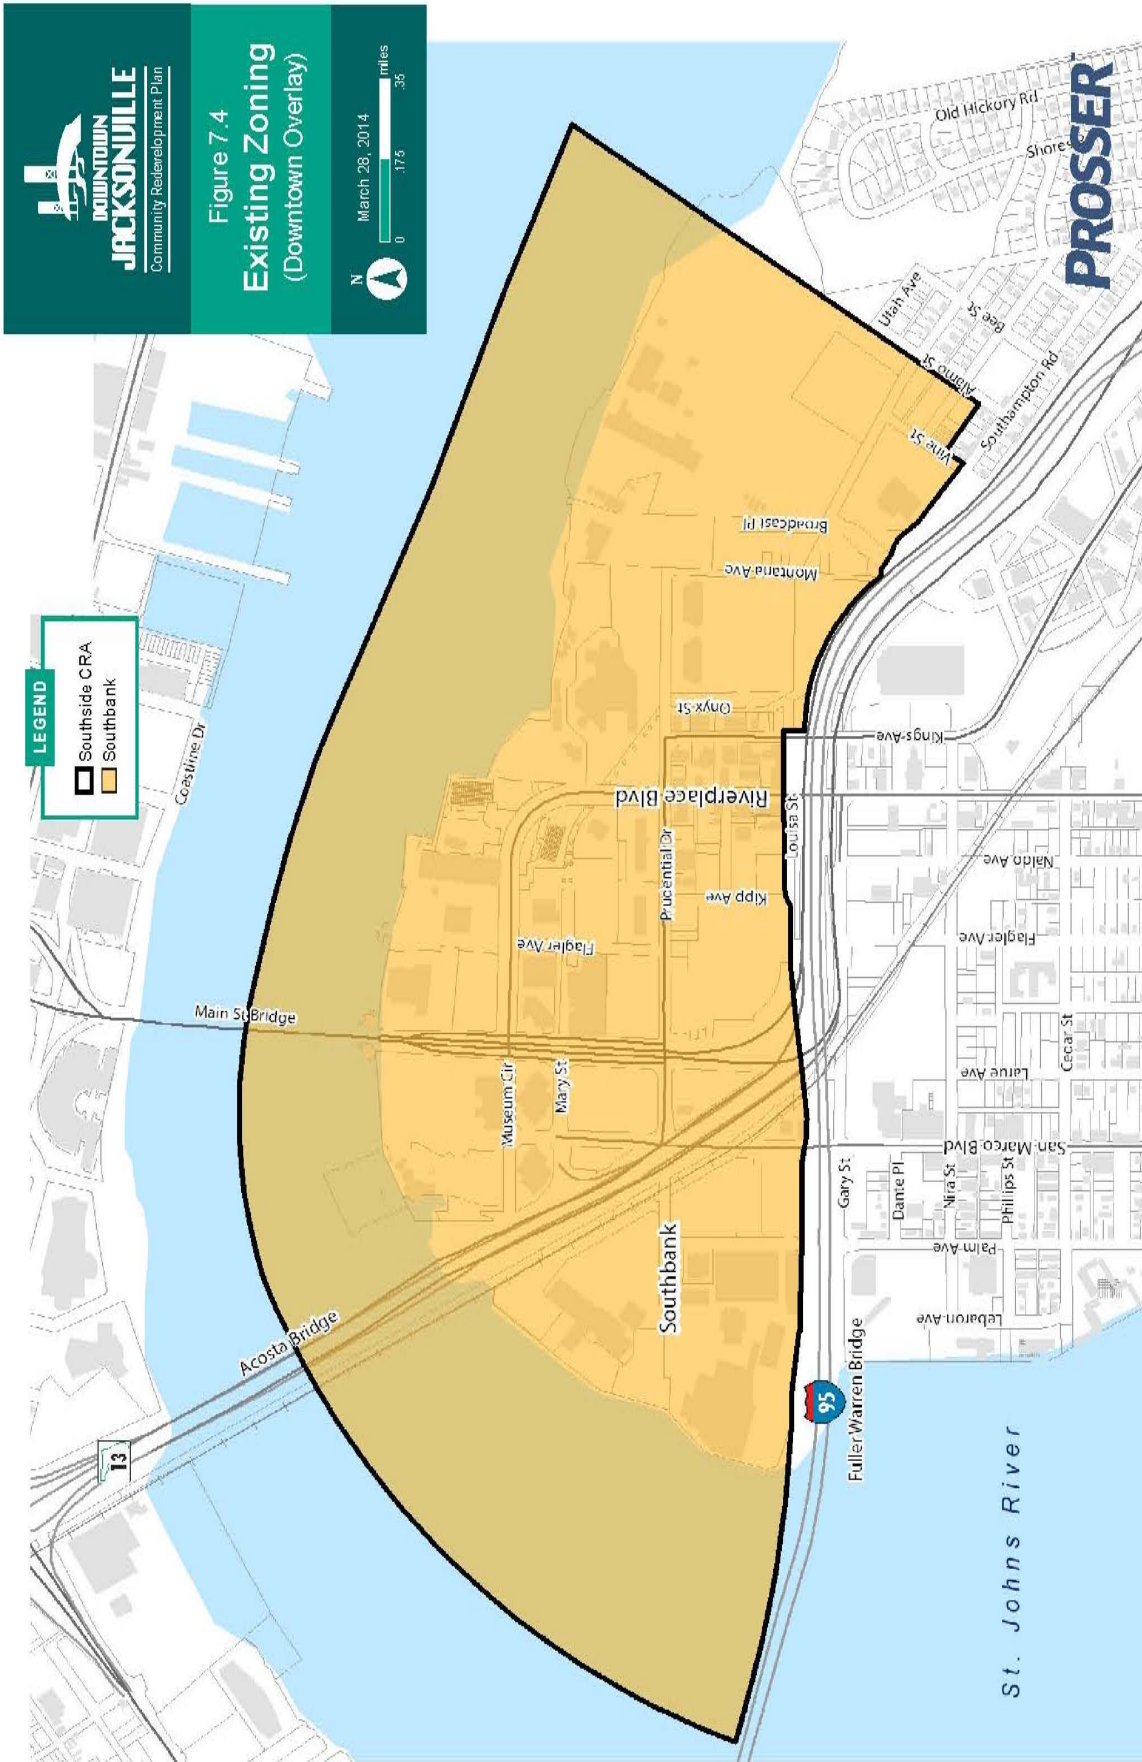 DOWNTOWN
JACKSONVILLE
Community Redevelopment Plan
Figure 7.4
Existing Zoning
(Downtown Overlay)
March 28, 2014
N
0 .175 .35
miles
LEGEND
Southside CRA
Southbank
Coastline Dr
Main St Bridge
Acosta Bridge
13
Museum Cir
Mary St
Flagler Ave
Riverplace Blvd
Prudential Dr
Kipp Ave
Onyx St
Montana Ave
Broadcast Pl
Louisa St
Southbank
Vine St
Alamo St
Utah Ave
Bee St
Southampton Rd
Old Hickory Rd
Shores
Kings Ave
Naldo Ave
Flagler Ave
Larue Ave
Cedar St
San Marco Blvd
Gary St
Dante Pl
Nira St
Phillips St
Palm Ave
Lebaron Ave
95
Fuller Warren Bridge
St. Johns River
PROSSER